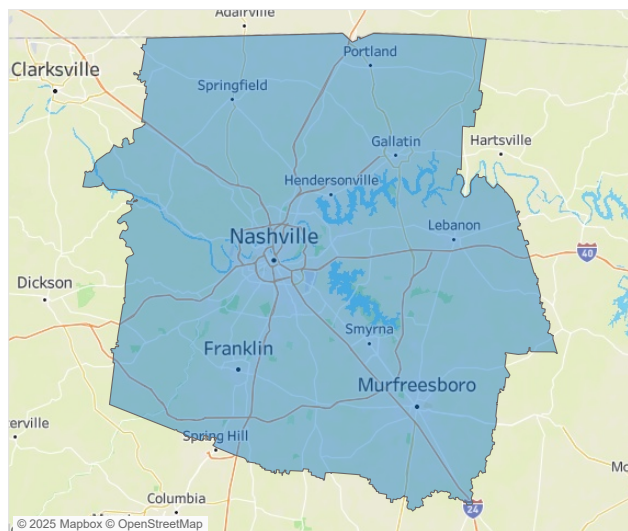 Adairville
Portland
Clarksville
Springfield
Gallatin
Hartsville
Hendersonville
Lebanon
Nashville
40
Dickson
Smyrna
Franklin
Murfreesboro
erville
Spring Hill
Mc
Columbia
24
© 2025 Mapbox © OpenStreetMap